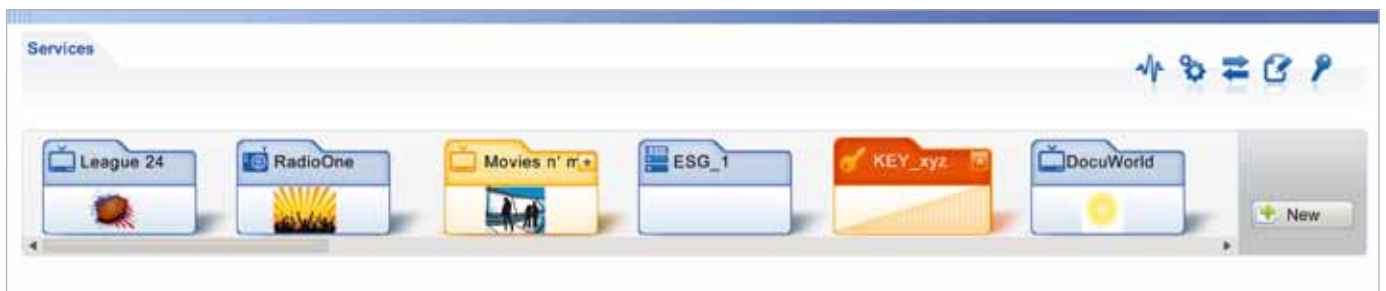 Services
League 24
RadioOne
Movies n' m
ESG_1
KEY_xyz
DocuWorld
New